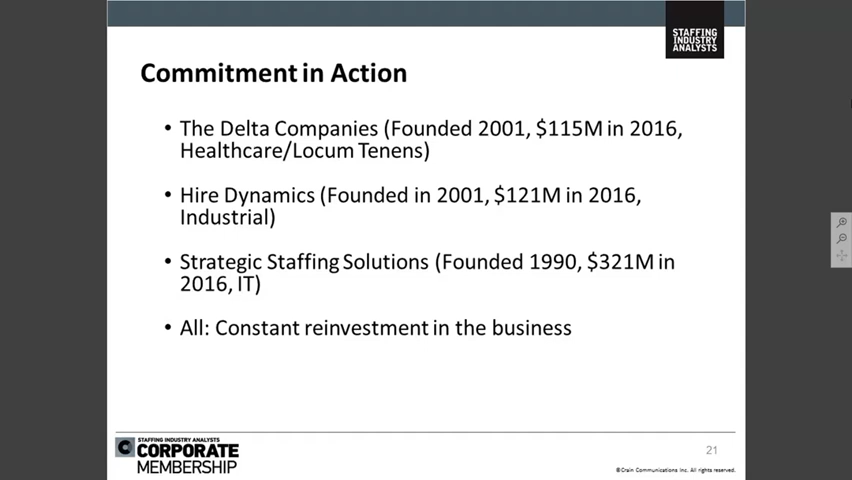 STAFFING
INDUSTRY
ANALYSTS
Commitment in Action
• The Delta Companies (Founded 2001, $115M in 2016,
Healthcare/Locum Tenens)
• Hire Dynamics (Founded in 2001, $121M in 2016,
Industrial)
• Strategic Staffing Solutions (Founded 1990, $321M in
2016, IT)
• All: Constant reinvestment in the business
C
STAFFING INDUSTRY ANALYSTS
CORPORATE
MEMBERSHIP
21
©Crain Communications Inc. All rights reserved.